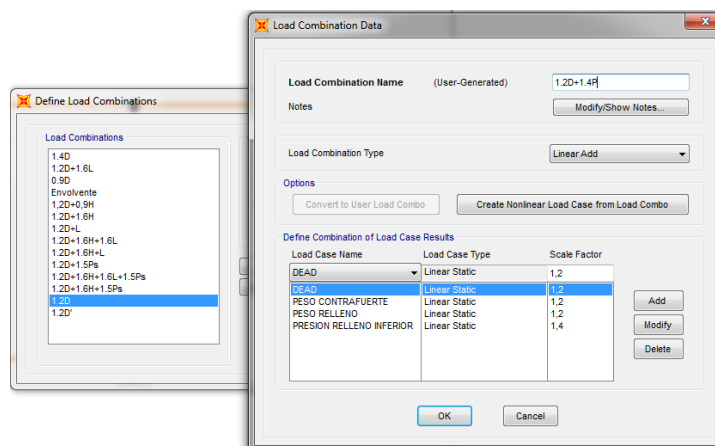 Load Combination Data
Load Combination Name (User-Generated) 1.2D+1.4P
Notes Modify/Show Notes...
Load Combination Type Linear Add
Options
Convert to User Load Combo Create Nonlinear Load Case from Load Combo
Define Combination of Load Case Results
Load Case Name Load Case Type Scale Factor
DEAD Linear Static 1,2
DEAD Linear Static 1,2
PESO CONTRAFUERTE Linear Static 1,2
PESO RELLENO Linear Static 1,2
PRESION RELLENO INFERIOR Linear Static 1,4
Add
Modify
Delete
OK Cancel
Define Load Combinations
Load Combinations
1.4D
1.2D+1.6L
0.9D
Envolvente
1,2D+0,9H
1.2D+1.6H
1.2D+L
1.2D+1.6H+1.6L
1.2D+1.6H+L
1.2D+1.5Ps
1.2D+1.6H+1.6L+1.5Ps
1.2D+1.6H+1.5Ps
1.2D
1.2D'